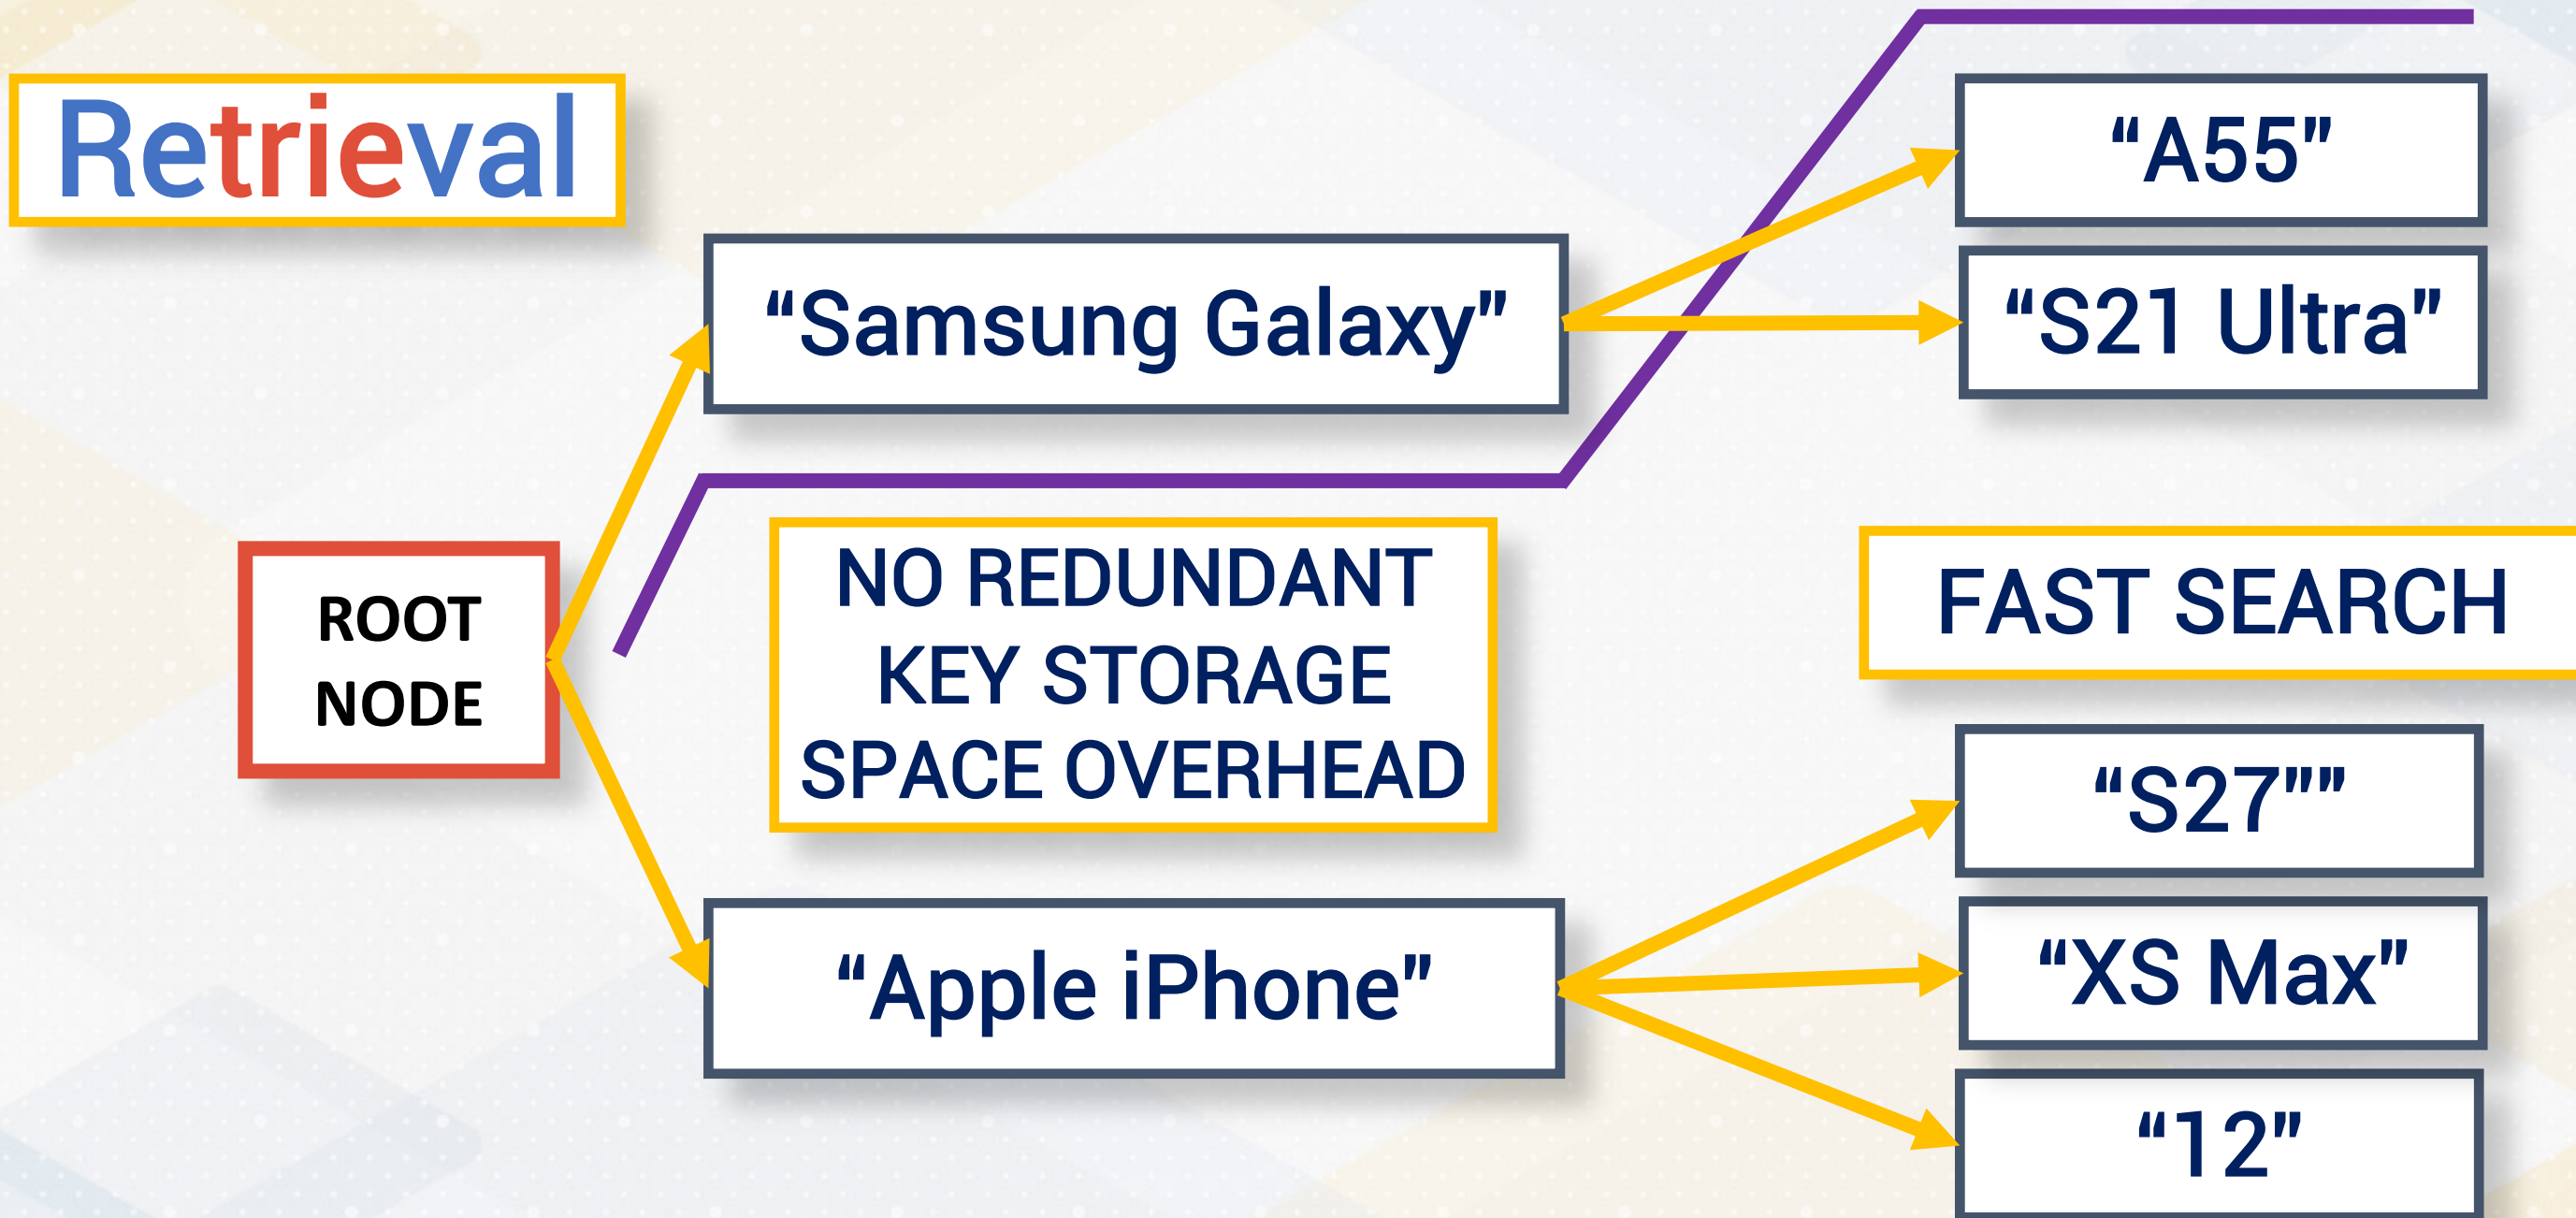 Retrieval
“Samsung Galaxy”
“A55”
“S21 Ultra”
ROOT
NODE
NO REDUNDANT
KEY STORAGE
SPACE OVERHEAD
FAST SEARCH
“Apple iPhone”
“S27””
“XS Max”
“12”